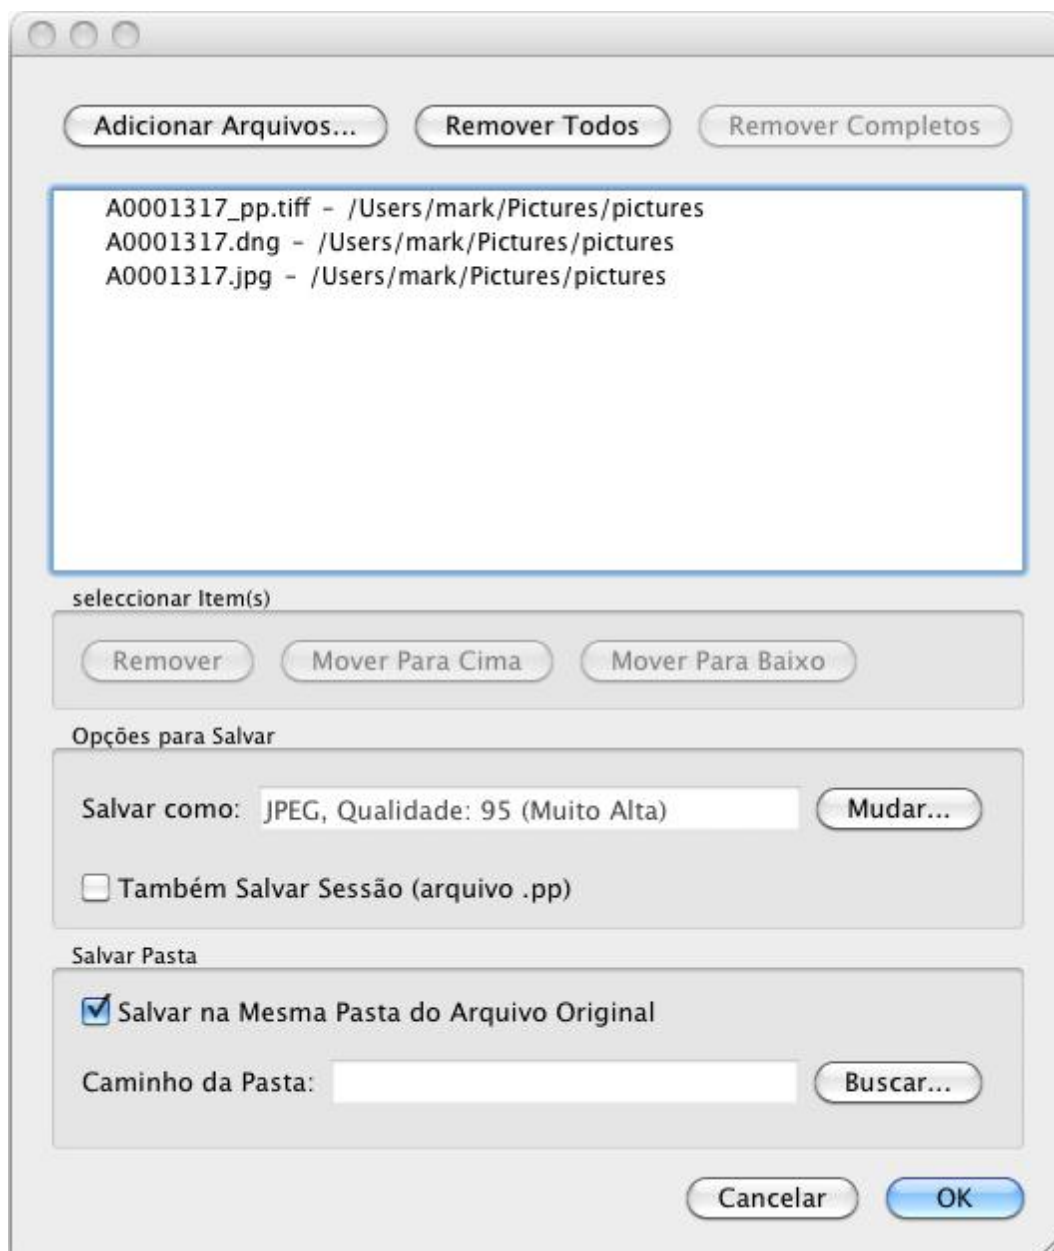 Adicionar Arquivos... Remover Todos Remover Completos
A0001317_pp.tiff - /Users/mark/Pictures/pictures
A0001317.dng - /Users/mark/Pictures/pictures
A0001317.jpg - /Users/mark/Pictures/pictures
seleccionar Item(s)
Remover Mover Para Cima Mover Para Baixo
Opções para Salvar
Salvar como: JPEG, Qualidade: 95 (Muito Alta) Mudar...
Também Salvar Sessão (arquivo .pp)
Salvar Pasta
Salvar na Mesma Pasta do Arquivo Original
Caminho da Pasta: Buscar...
Cancelar OK